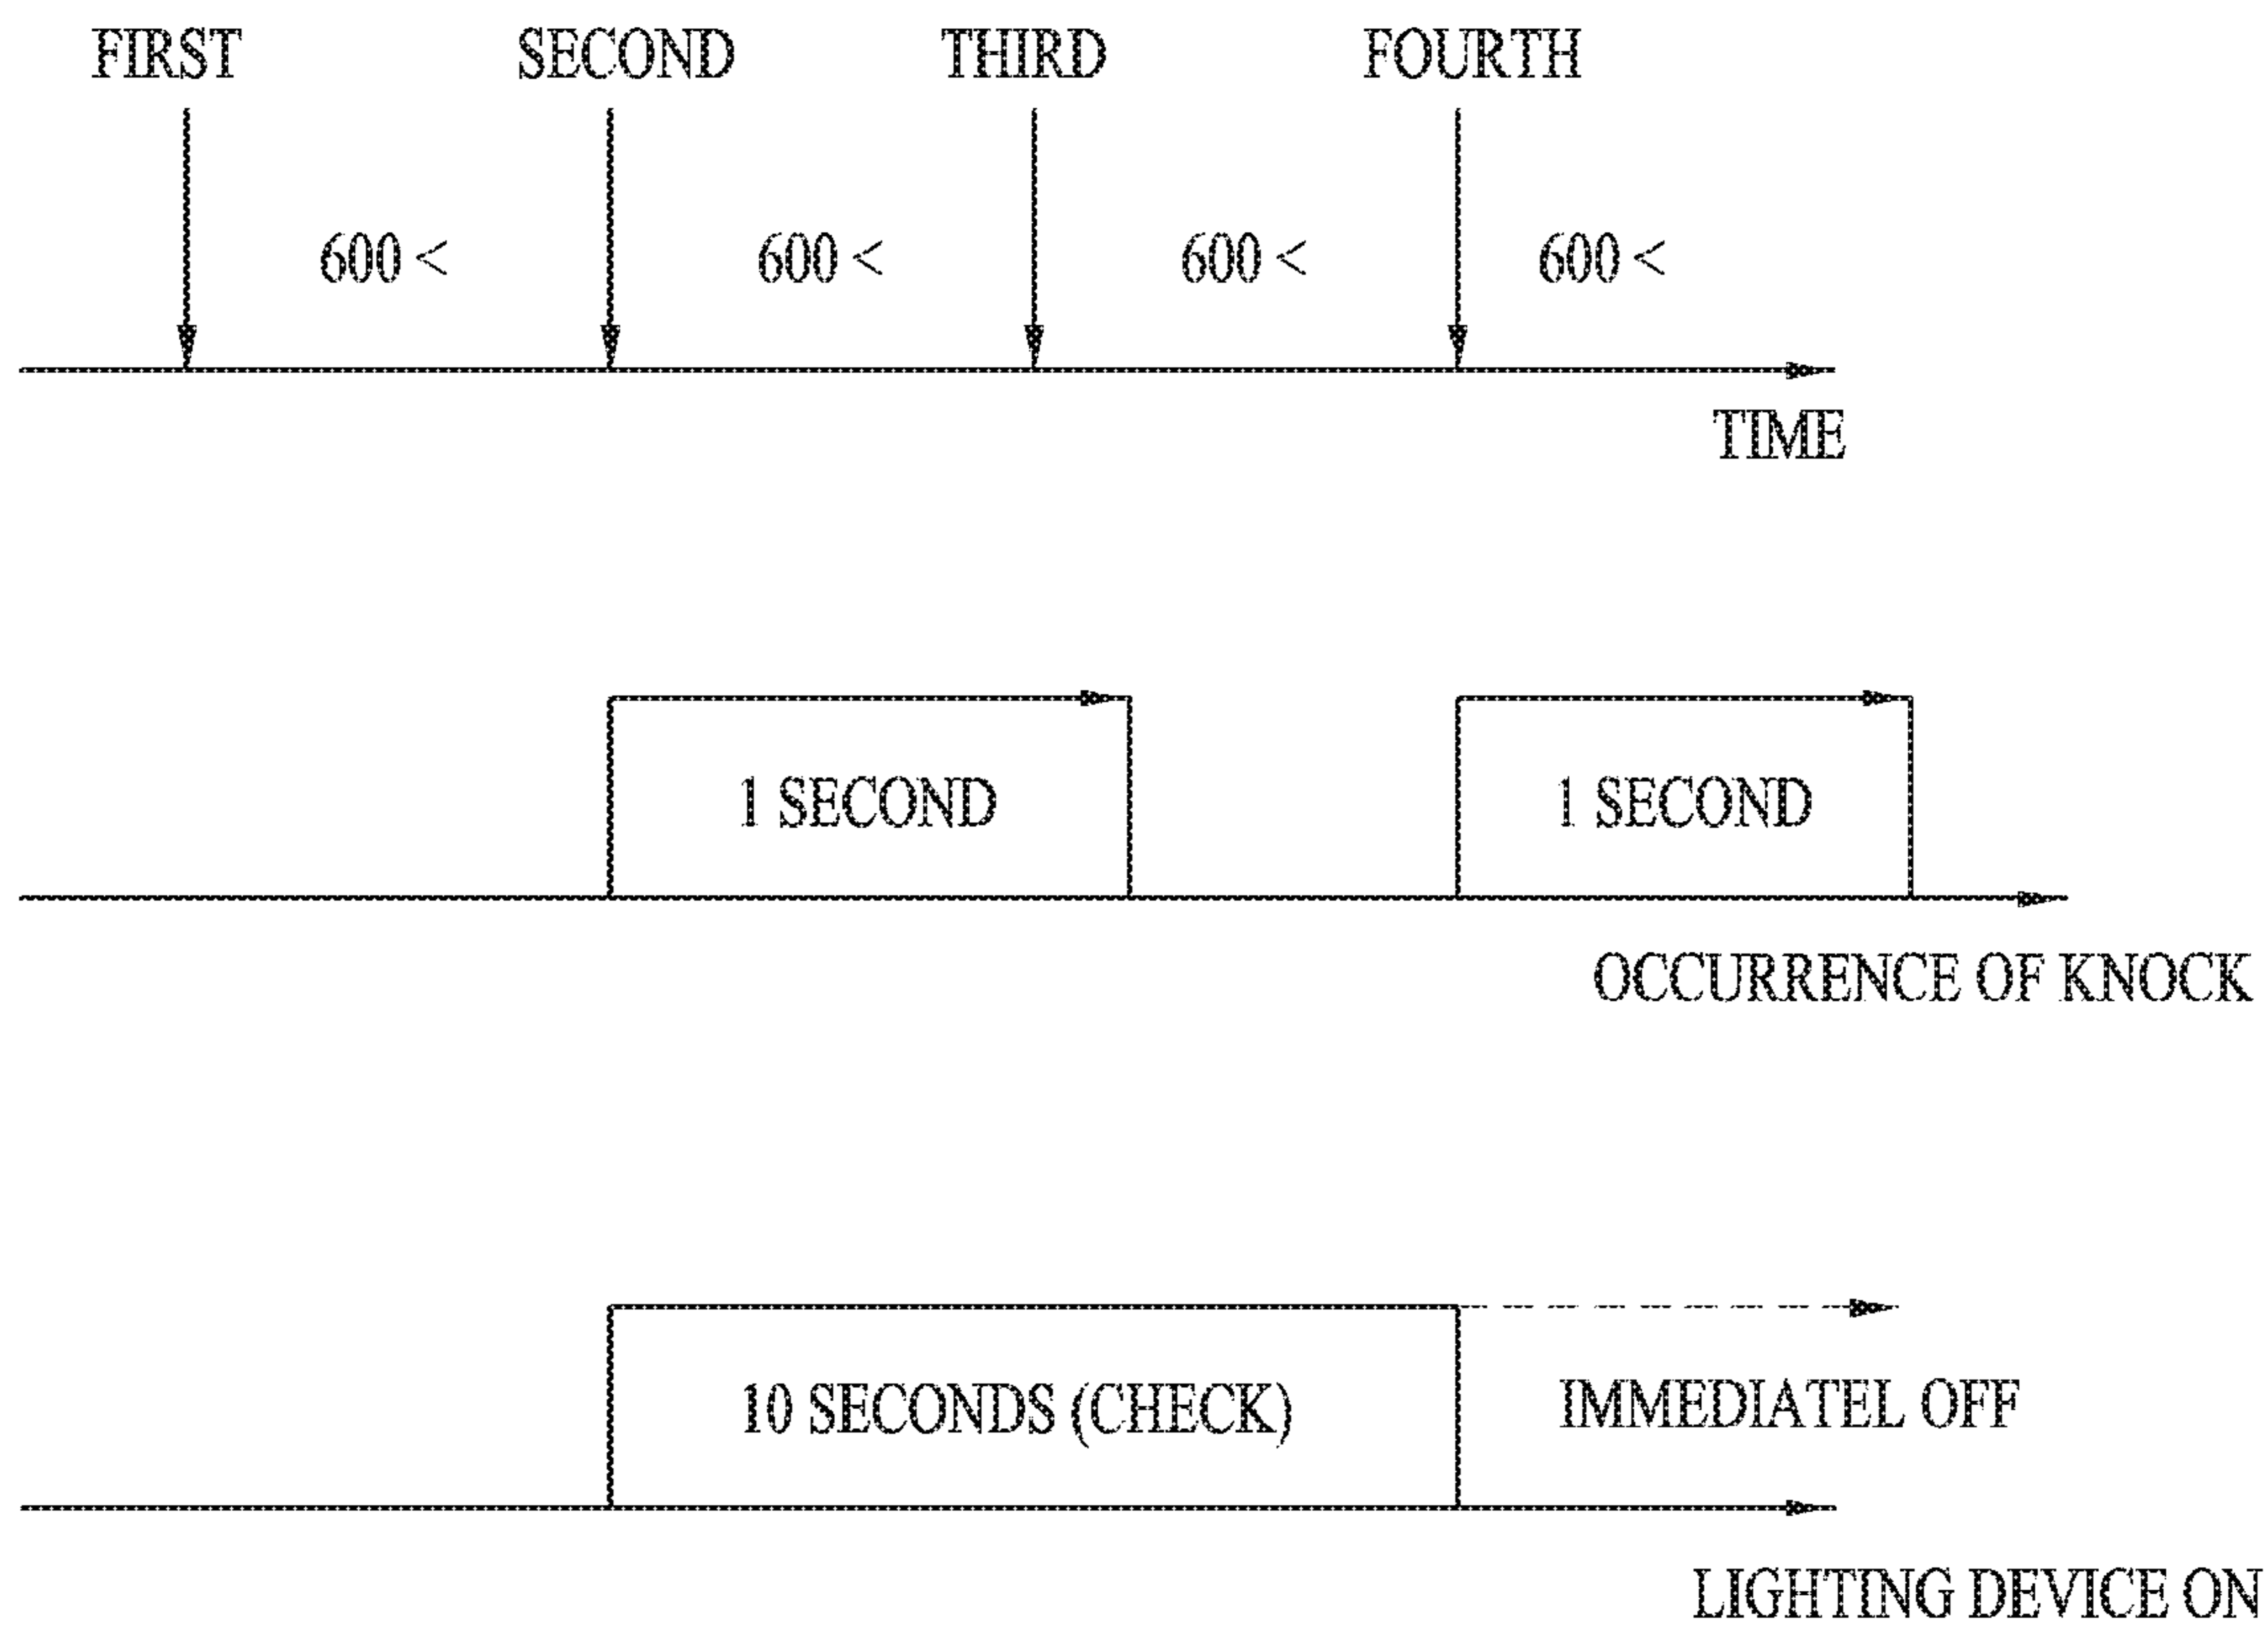 FIRST SECOND THIRD FOURTH
600 < 600 < 600 < 600 <
TIME
1 SECOND 1 SECOND
OCCURRENCE OF KNOCK
10 SECONDS (CHECK) IMMEDIATEL OFF
LIGHTING DEVICE ON